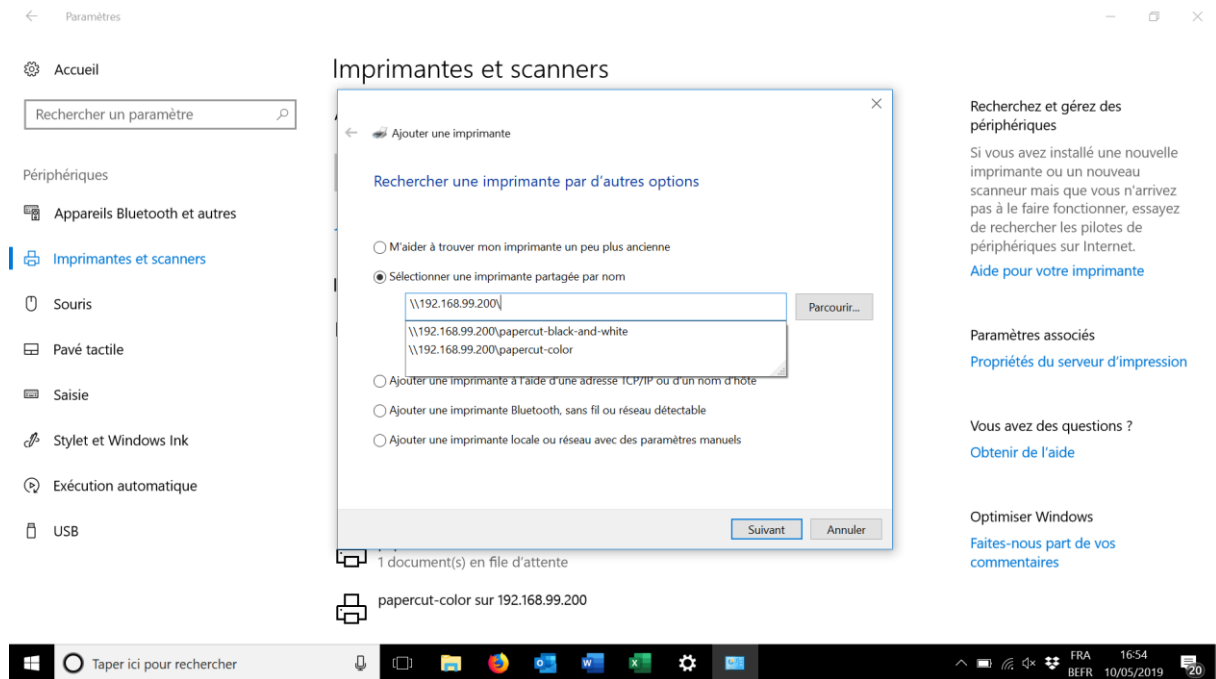 Paramètres
Accueil
Rechercher un paramètre
Périphériques
Appareils Bluetooth et autres
Imprimantes et scanners
Souris
Pavé tactile
Saisie
Stylet et Windows Ink
Exécution automatique
USB
Imprimantes et scanners
Ajouter une imprimante
Rechercher une imprimante par d'autres options
M'aider à trouver mon imprimante un peu plus ancienne
Sélectionner une imprimante partagée par nom
\\192.168.99.200\
Parcourir...
\\192.168.99.200\papercut-black-and-white
\\192.168.99.200\papercut-color
Ajouter une imprimante à l'aide d'une adresse TCP/IP ou d'un nom d'hôte
Ajouter une imprimante Bluetooth, sans fil ou réseau détectable
Ajouter une imprimante locale ou réseau avec des paramètres manuels
Suivant
Annuler
1 document(s) en file d'attente
papercut-color sur 192.168.99.200
Recherchez et gérez des
périphériques
Si vous avez installé une nouvelle
imprimante ou un nouveau
scanneur mais que vous n'arrivez
pas à le faire fonctionner, essayez
de rechercher les pilotes de
périphériques sur Internet.
Aide pour votre imprimante
Paramètres associés
Propriétés du serveur d'impression
Vous avez des questions ?
Obtenir de l'aide
Optimiser Windows
Faites-nous part de vos
commentaires
Taper ici pour rechercher
FRA
BEFR
16:54
10/05/2019
20